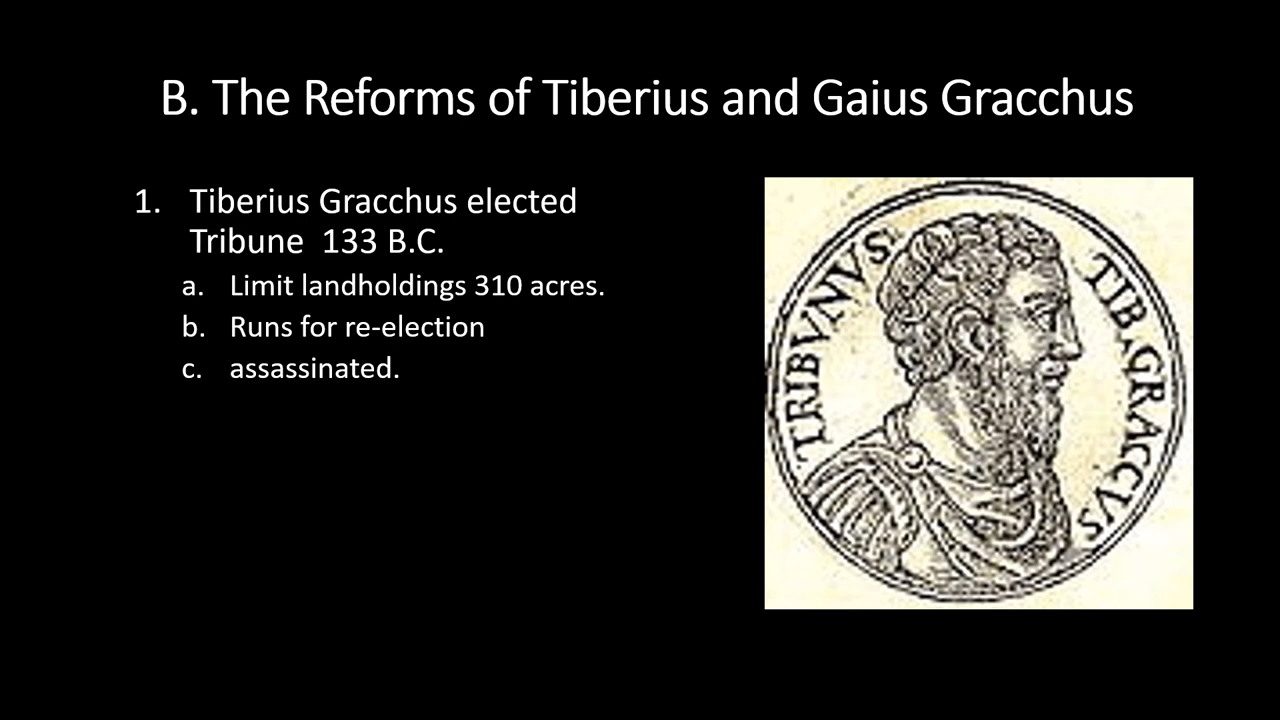 B. The Reforms of Tiberius and Gaius Gracchus
1. Tiberius Gracchus elected
Tribune 133 B.C.
a. Limit landholdings 310 acres.
b. Runs for re-election
c. assassinated.
TRIBVNVS.
TIB. GRACCVS